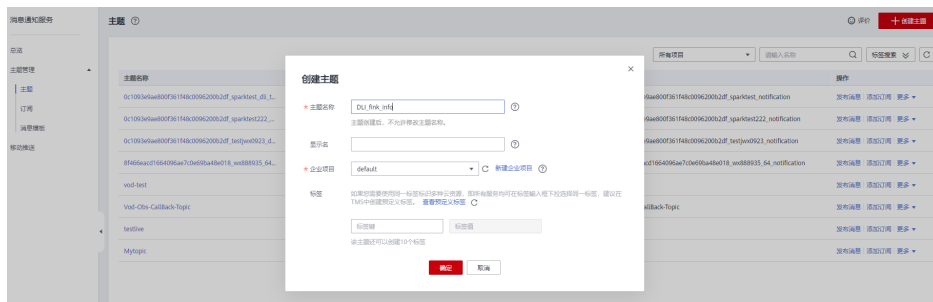 消息通知服务
总览
主题管理
主题
订阅
消息模板
移动推送
主题
评价
创建主题
所有项目
请输入名称
标签搜索
主题名称
操作
0c1093e9ae800f361f48c0096200b2df_sparktest_dli_t...
9ae800f361f48c0096200b2df_sparktest_notification
发布消息 添加订阅 更多
0c1093e9ae800f361f48c0096200b2df_sparktest222_...
9ae800f361f48c0096200b2df_sparktest222_notification
发布消息 添加订阅 更多
0c1093e9ae800f361f48c0096200b2df_testjwx0923_d...
9ae800f361f48c0096200b2df_testjwx0923_notification
发布消息 添加订阅 更多
8f466eacd1664096ae7c0e69ba48e018_wx888935_64...
cd1664096ae7c0e69ba48e018_wx888935_64_notification
发布消息 添加订阅 更多
vod-test
发布消息 添加订阅 更多
Vod-Obs-CallBack-Topic
allBack-Topic
发布消息 添加订阅 更多
testlive
发布消息 添加订阅 更多
Mytopic
发布消息 添加订阅 更多
创建主题
* 主题名称 DLI_fink_info
主题创建后，不允许修改主题名称。
显示名
* 企业项目 default 新建企业项目
标签 如果您需要使用同一标签标识多种云资源，即所有服务均可在标签输入框下拉选择同一标签，建议在
TMS中创建预定义标签。 查看预定义标签
标签键 标签值
该主题还可以创建10个标签
确定 取消